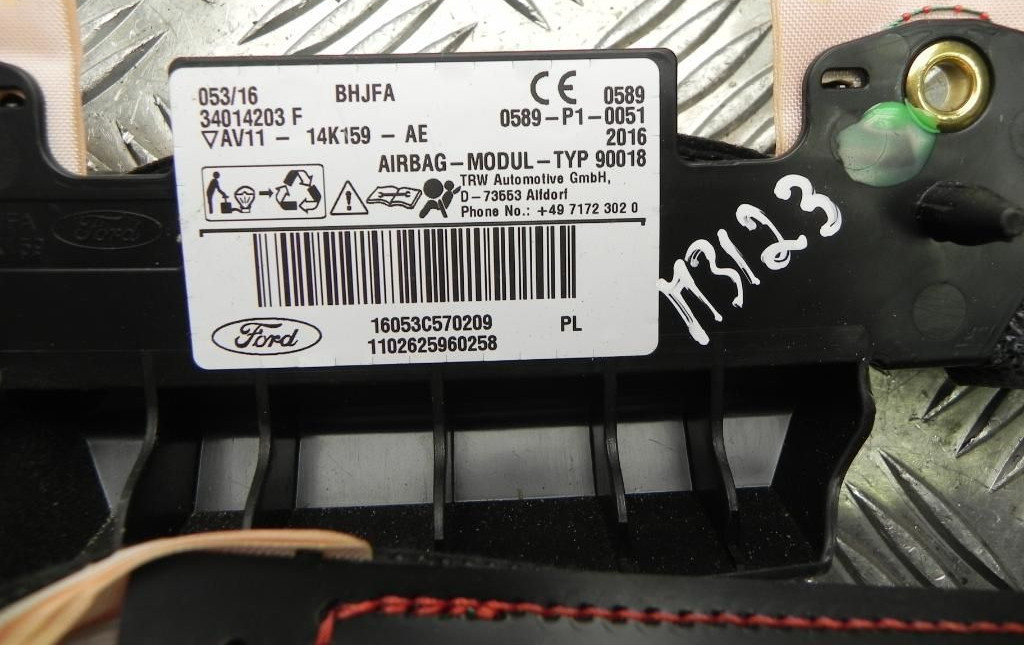 053/16 BHJFA CE 0589
34014203 F 0589-P1-0051
▽AV11 - 14K159 - AE 2016
AIRBAG-MODUL-TYP 90018
TRW Automotive GmbH,
D-73553 Alfdorf
Phone No.: +49 7172 302 0
16053C570209 PL
Ford 1102625960258
M3123
Ford